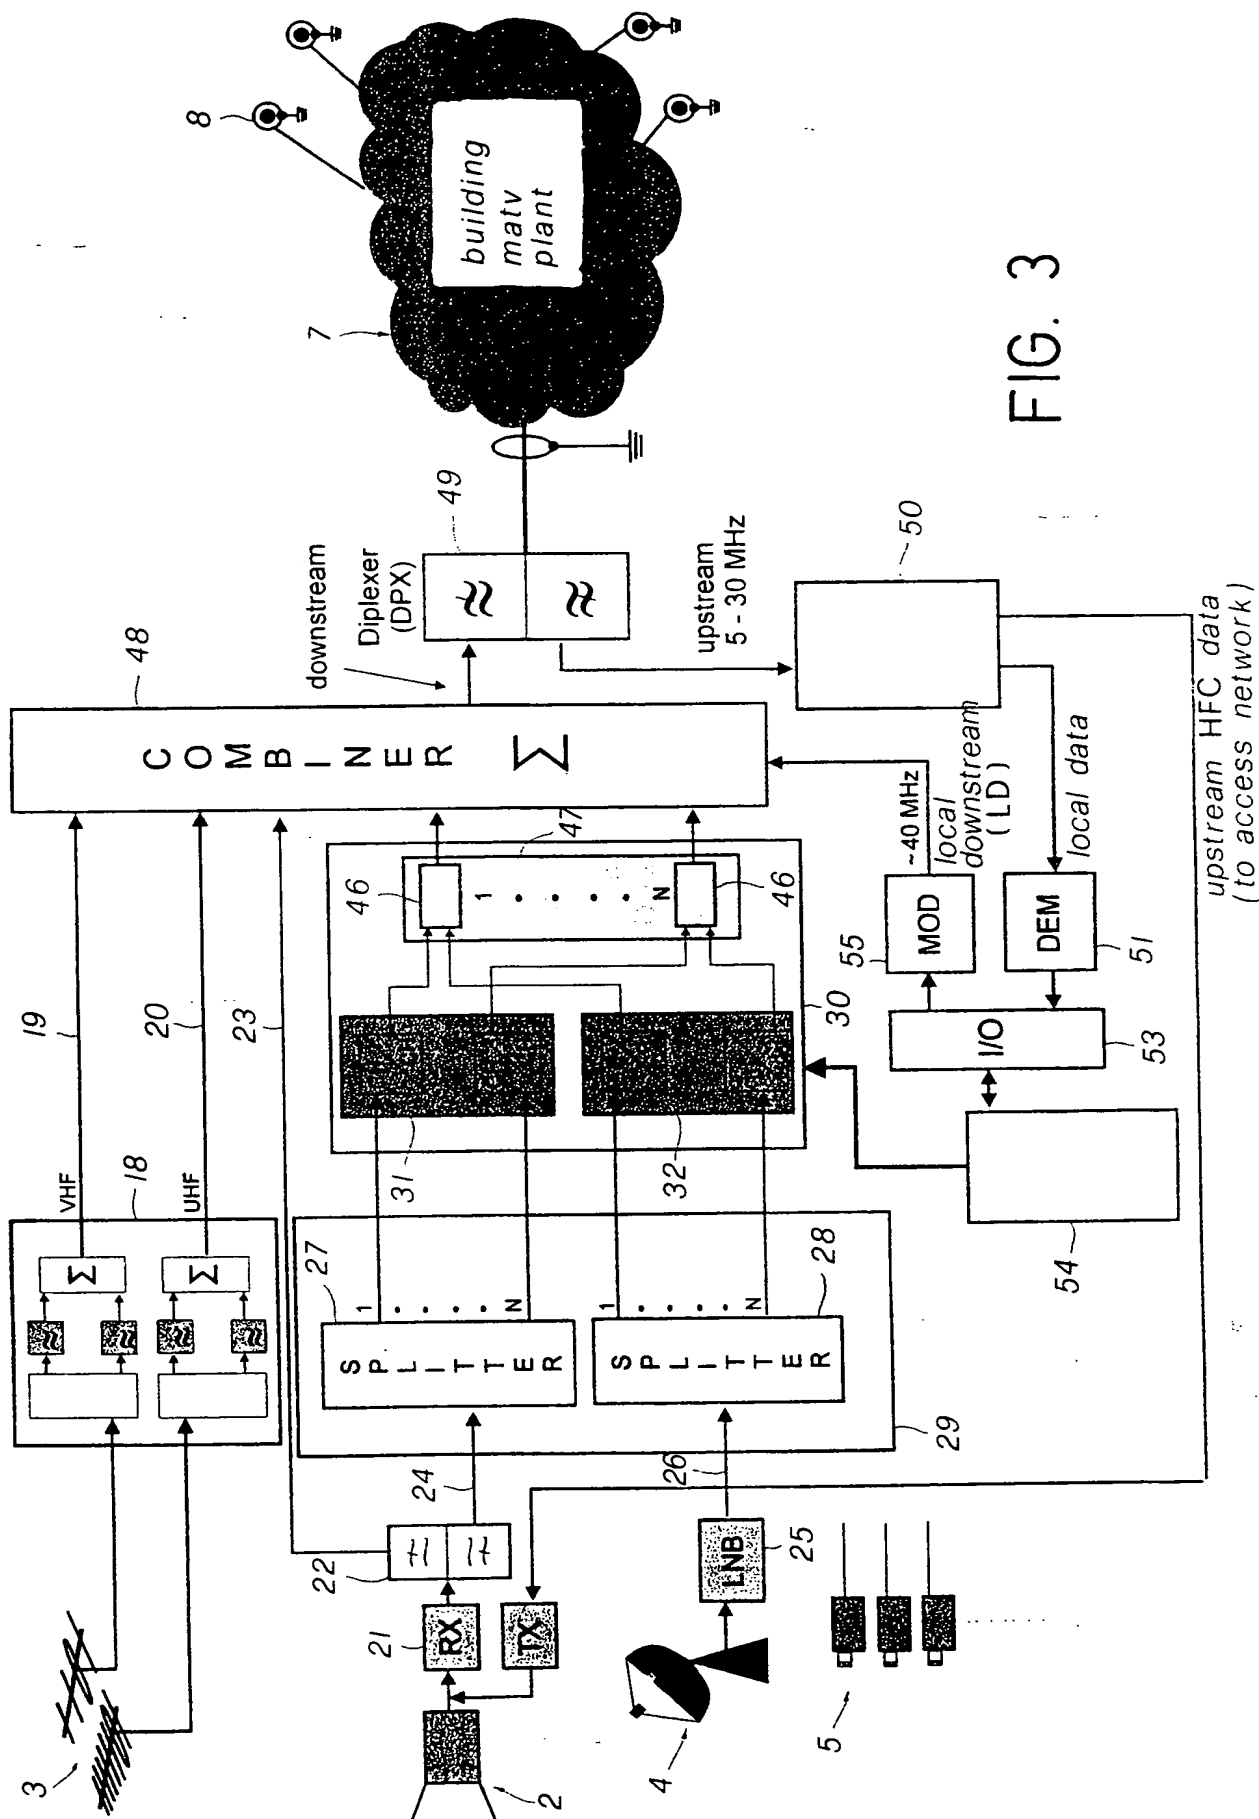 3
2
4
5
18
VHF
UHF
Σ
Σ
19
20
23
21
RX
TX
22
24
LNB
25
26
27
SPLITTER
1
N
28
SPLITTER
1
N
29
31
32
30
46
1
N
46
47
48
COMBINER Σ
downstream
Diplexer
(DPX)
49
upstream
5 - 30 MHz
50
~40 MHz
local
downstream
(LD)
local data
MOD
55
DEM
51
I/O
53
54
upstream HFC data
(to access network)
7
8
building
matv
plant
FIG. 3